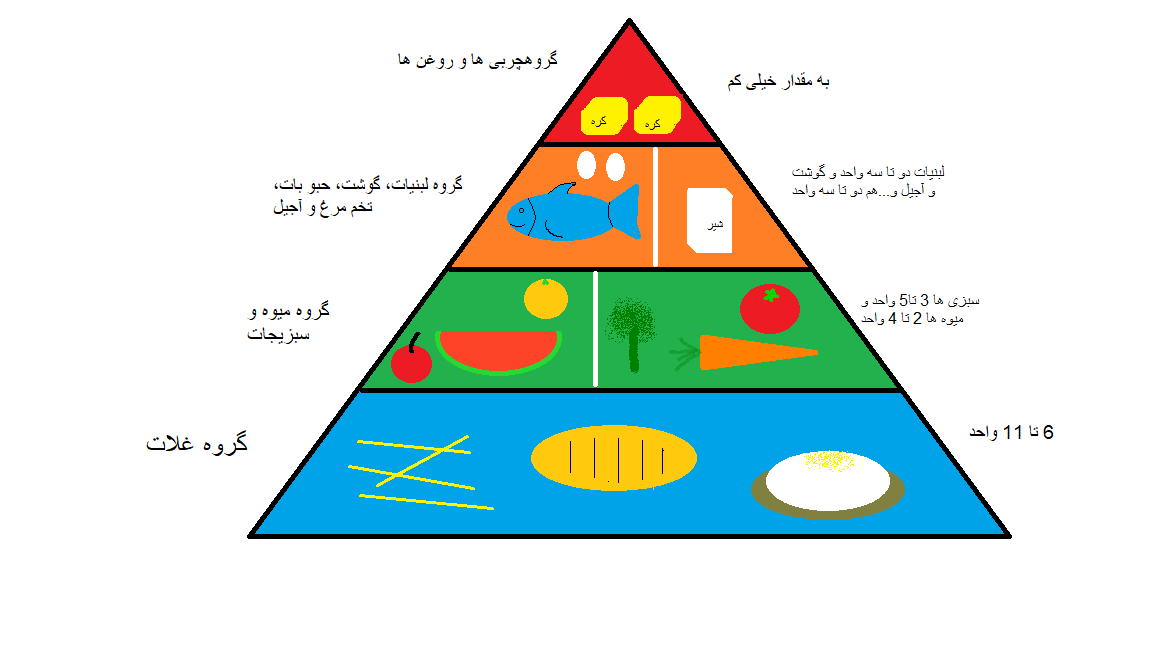 گروهچربی ها و روغن ها
به مقدار خیلی کم
کره
کره
گروه لبنیات، گوشت، حبو بات،
تخم مرغ و آجیل
لبنیات دو تا سه واحد و گوشت
و آجیل و...هم دو تا سه واحد
شیر
گروه میوه و
سبزیجات
سبزی ها 3 تا5 واحد و
میوه ها 2 تا 4 واحد
گروه غلات
6 تا 11 واحد